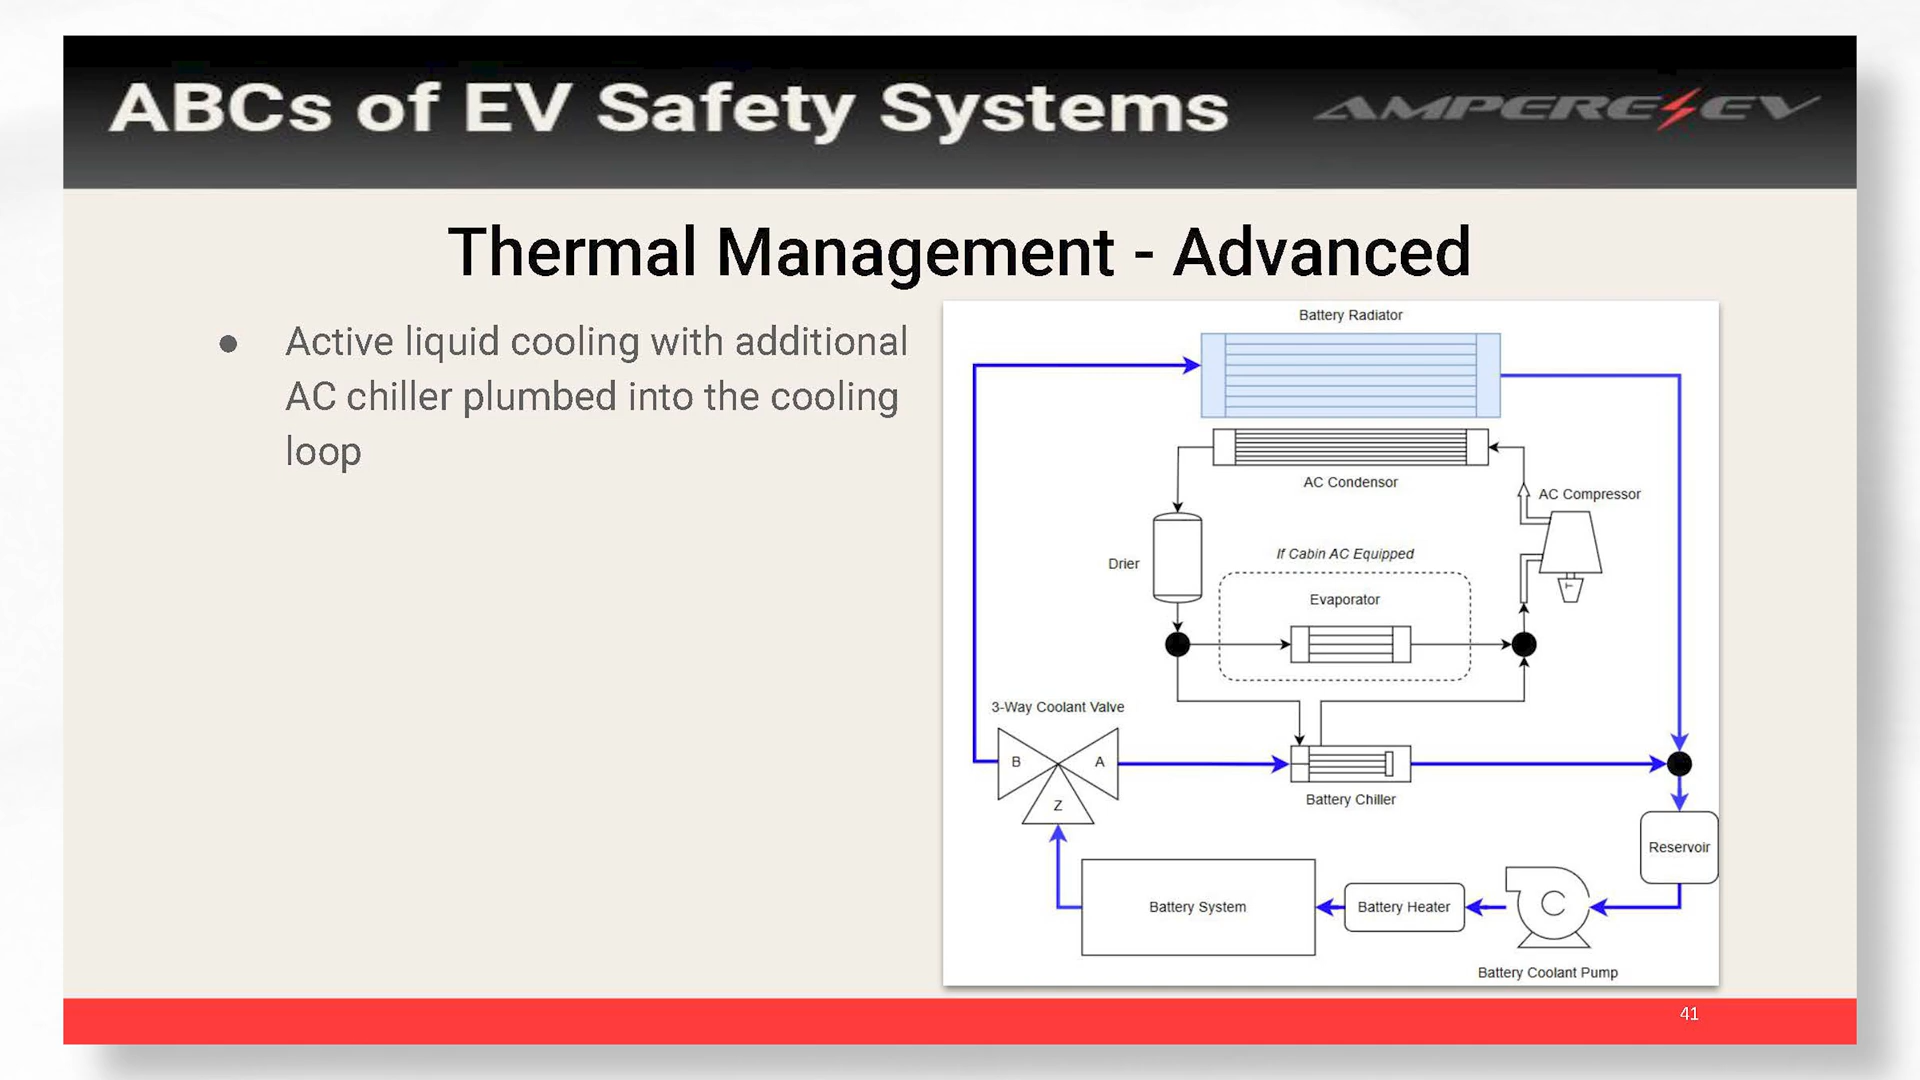 ABCs of EV Safety Systems
AMPERE EV
Thermal Management - Advanced
● Active liquid cooling with additional
AC chiller plumbed into the cooling
loop
Battery Radiator
AC Condensor
AC Compressor
Drier
If Cabin AC Equipped
Evaporator
3-Way Coolant Valve
B
A
Z
Battery Chiller
Reservoir
Battery System
Battery Heater
C
Battery Coolant Pump
41